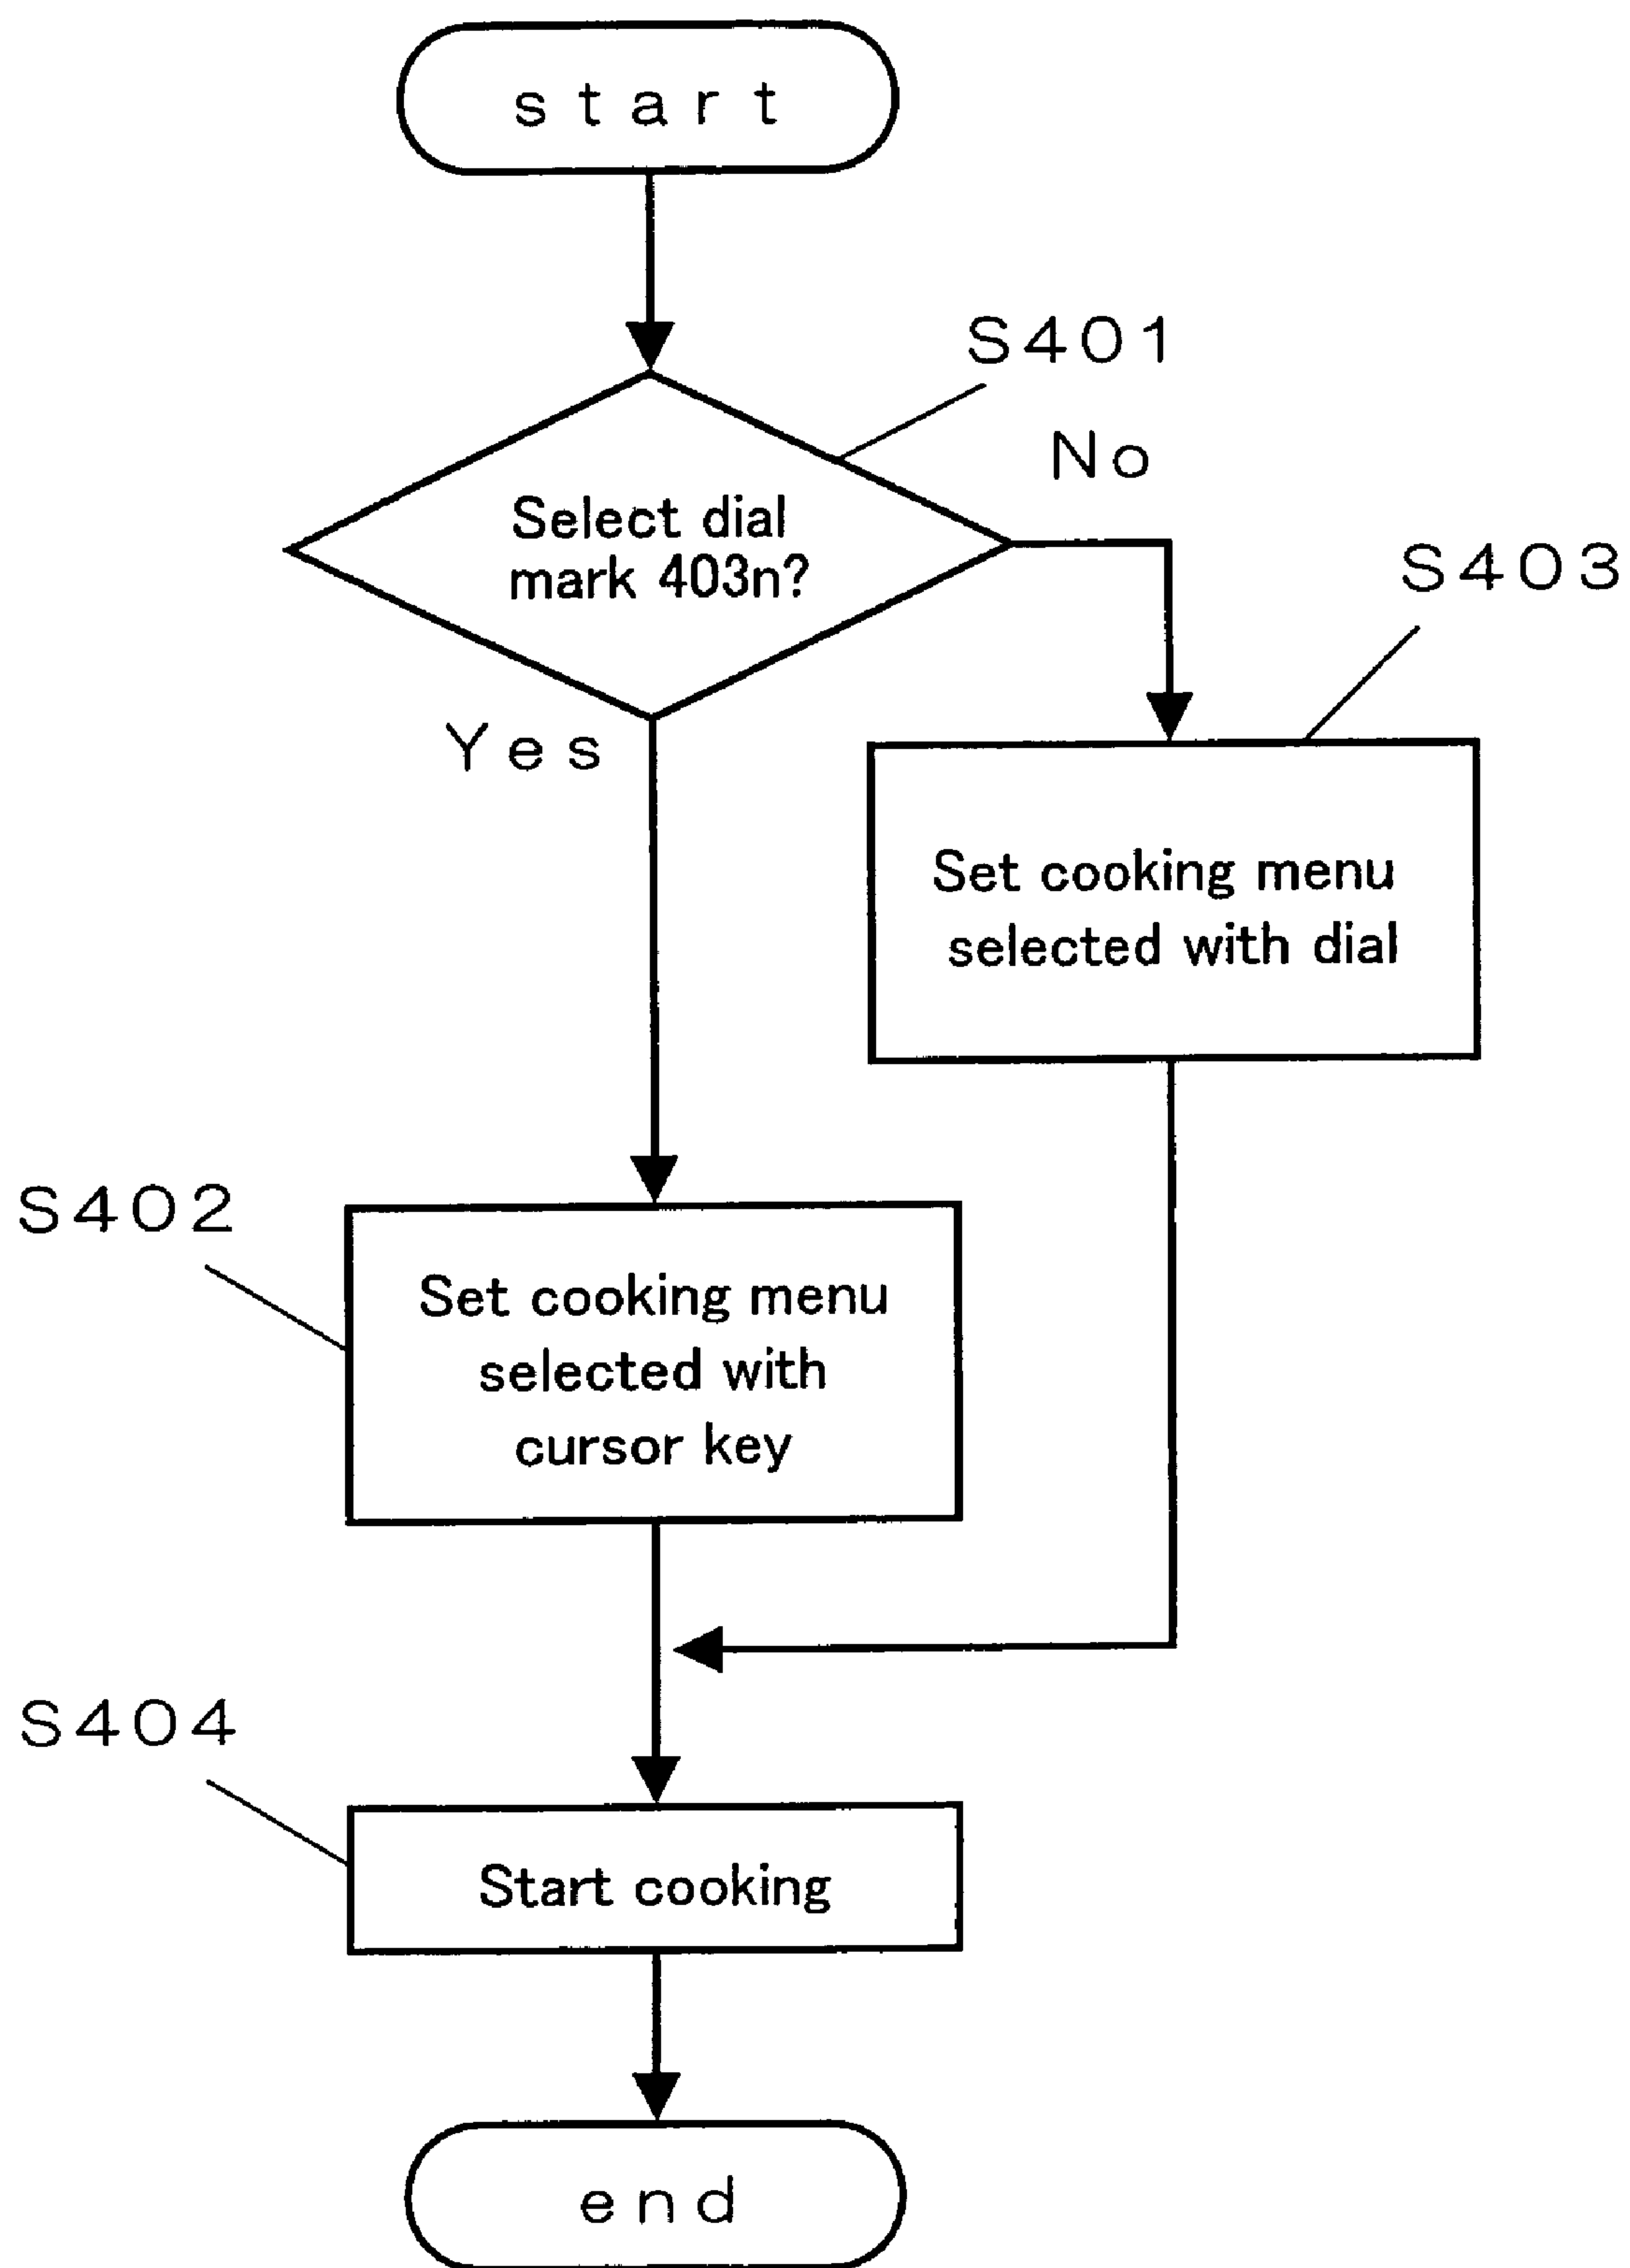 start
S401
No
Select dial
mark 403n?
S403
Yes
Set cooking menu
selected with dial
S402
Set cooking menu
selected with
cursor key
S404
Start cooking
end